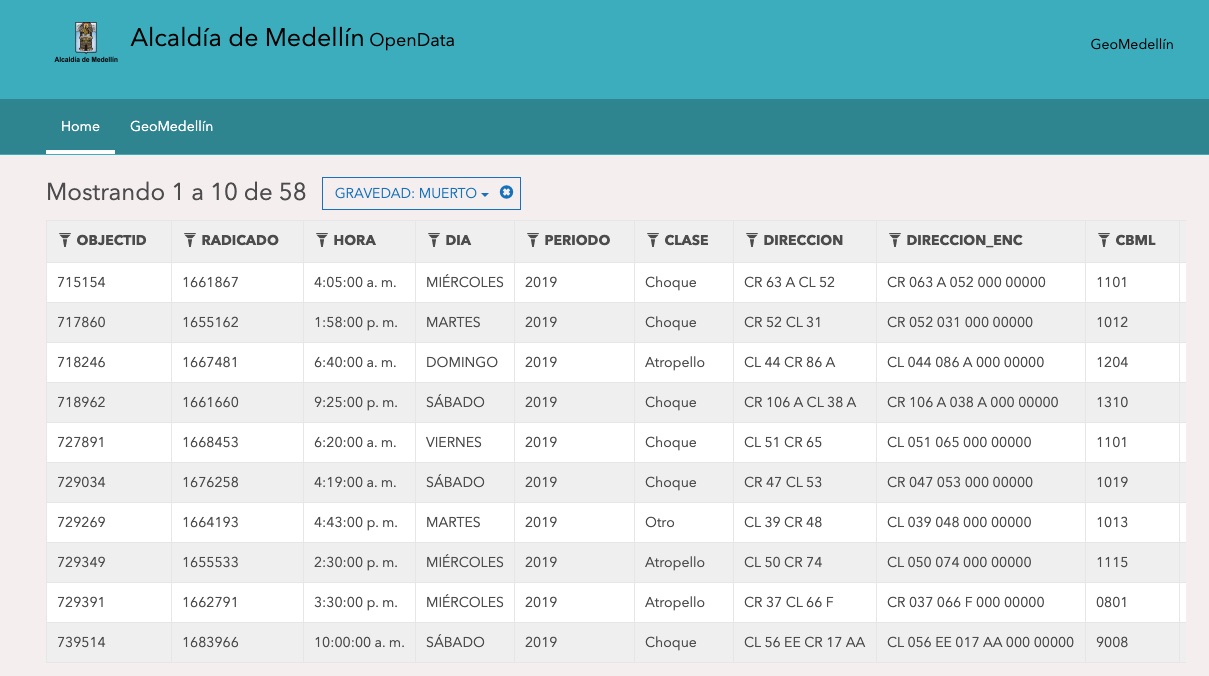 Alcaldía de Medellín OpenData
Alcaldía de Medellín
GeoMedellín
Home GeoMedellín
Mostrando 1 a 10 de 58 GRAVEDAD: MUERTO
OBJECTID RADICADO HORA DIA PERIODO CLASE DIRECCION DIRECCION_ENC CBML
715154 1661867 4:05:00 a. m. MIÉRCOLES 2019 Choque CR 63 A CL 52 CR 063 A 052 000 00000 1101
717860 1655162 1:58:00 p. m. MARTES 2019 Choque CR 52 CL 31 CR 052 031 000 00000 1012
718246 1667481 6:40:00 a. m. DOMINGO 2019 Atropello CL 44 CR 86 A CL 044 086 A 000 00000 1204
718962 1661660 9:25:00 p. m. SÁBADO 2019 Choque CR 106 A CL 38 A CR 106 A 038 A 000 00000 1310
727891 1668453 6:20:00 a. m. VIERNES 2019 Choque CL 51 CR 65 CL 051 065 000 00000 1101
729034 1676258 4:19:00 a. m. SÁBADO 2019 Choque CR 47 CL 53 CR 047 053 000 00000 1019
729269 1664193 4:43:00 p. m. MARTES 2019 Otro CL 39 CR 48 CL 039 048 000 00000 1013
729349 1655533 2:30:00 p. m. MIÉRCOLES 2019 Atropello CL 50 CR 74 CL 050 074 000 00000 1115
729391 1662791 3:30:00 p. m. MIÉRCOLES 2019 Atropello CR 37 CL 66 F CR 037 066 F 000 00000 0801
739514 1683966 10:00:00 a. m. SÁBADO 2019 Choque CL 56 EE CR 17 AA CL 056 EE 017 AA 000 00000 9008